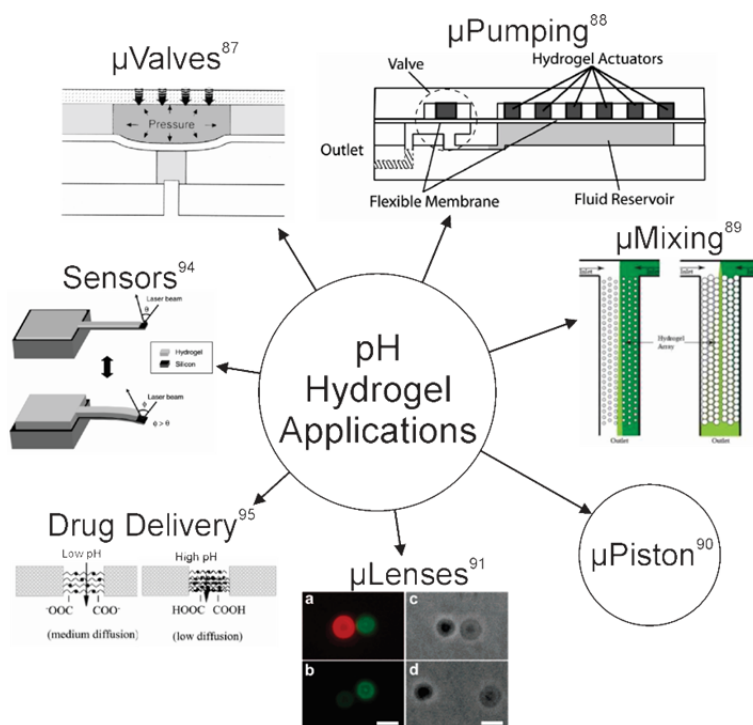 µValves87
Pressure
µPumping88
Valve
Hydrogel Actuators
Outlet
Flexible Membrane
Fluid Reservoir
Sensors94
Laser beam
θ
Hydrogel
Silicon
Laser beam
ϕ
ϕ > θ
pH
Hydrogel
Applications
µMixing89
Inlet
Inlet
Hydrogel
Array
Outlet
Outlet
Drug Delivery95
Low pH
High pH
-OOC COO-
HOOC COOH
(medium diffusion)
(low diffusion)
µLenses91
a
c
b
d
µPiston90